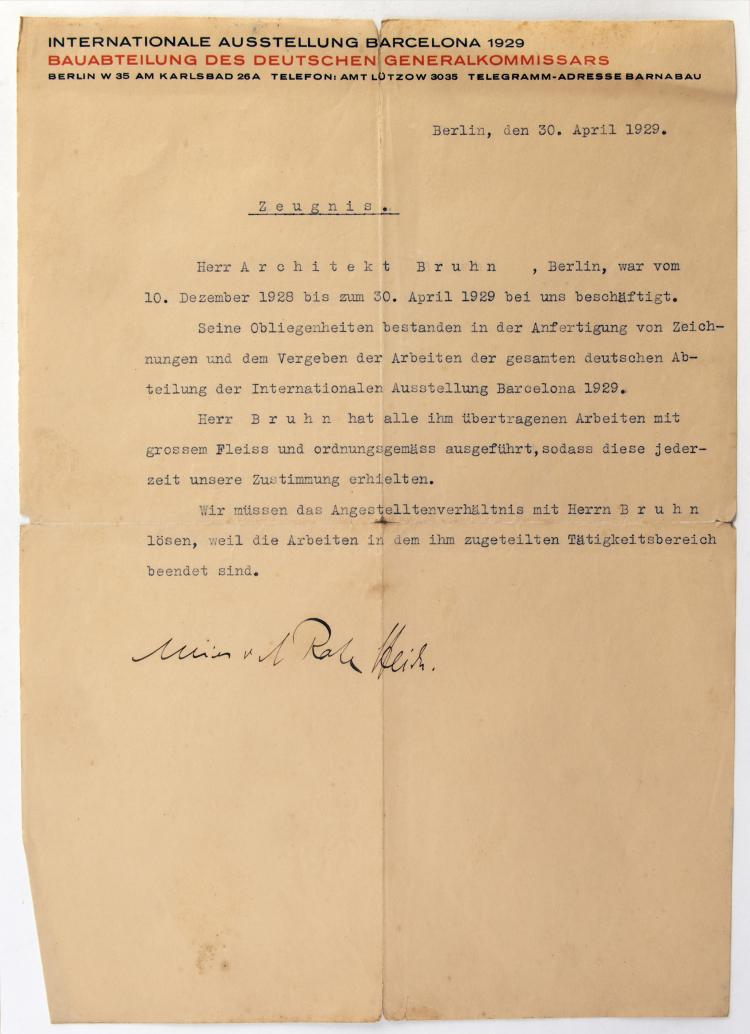 INTERNATIONALE AUSSTELLUNG BARCELONA 1929
BAUABTEILUNG DES DEUTSCHEN GENERALKOMMISSARS
BERLIN W 35 AM KARLSBAD 26A TELEFON: AMT LÜTZOW 3035 TELEGRAMM-ADRESSE BARNABAU
Berlin, den 30. April 1929.
Zeugnis.
Herr Architekt Bruhn , Berlin, war vom
10. Dezember 1928 bis zum 30. April 1929 bei uns beschäftigt.
Seine Obliegenheiten bestanden in der Anfertigung von Zeich-
nungen und dem Vergeben der Arbeiten der gesamten deutschen Ab-
teilung der Internationalen Ausstellung Barcelona 1929.
Herr Bruhn hat alle ihm übertragenen Arbeiten mit
grossem Fleiss und ordnungsgemäss ausgeführt, sodass diese jeder-
zeit unsere Zustimmung erhielten.
Wir müssen das Angestelltenverhältnis mit Herrn Bruhn
lösen, weil die Arbeiten in dem ihm zugeteilten Tätigkeitsbereich
beendet sind.